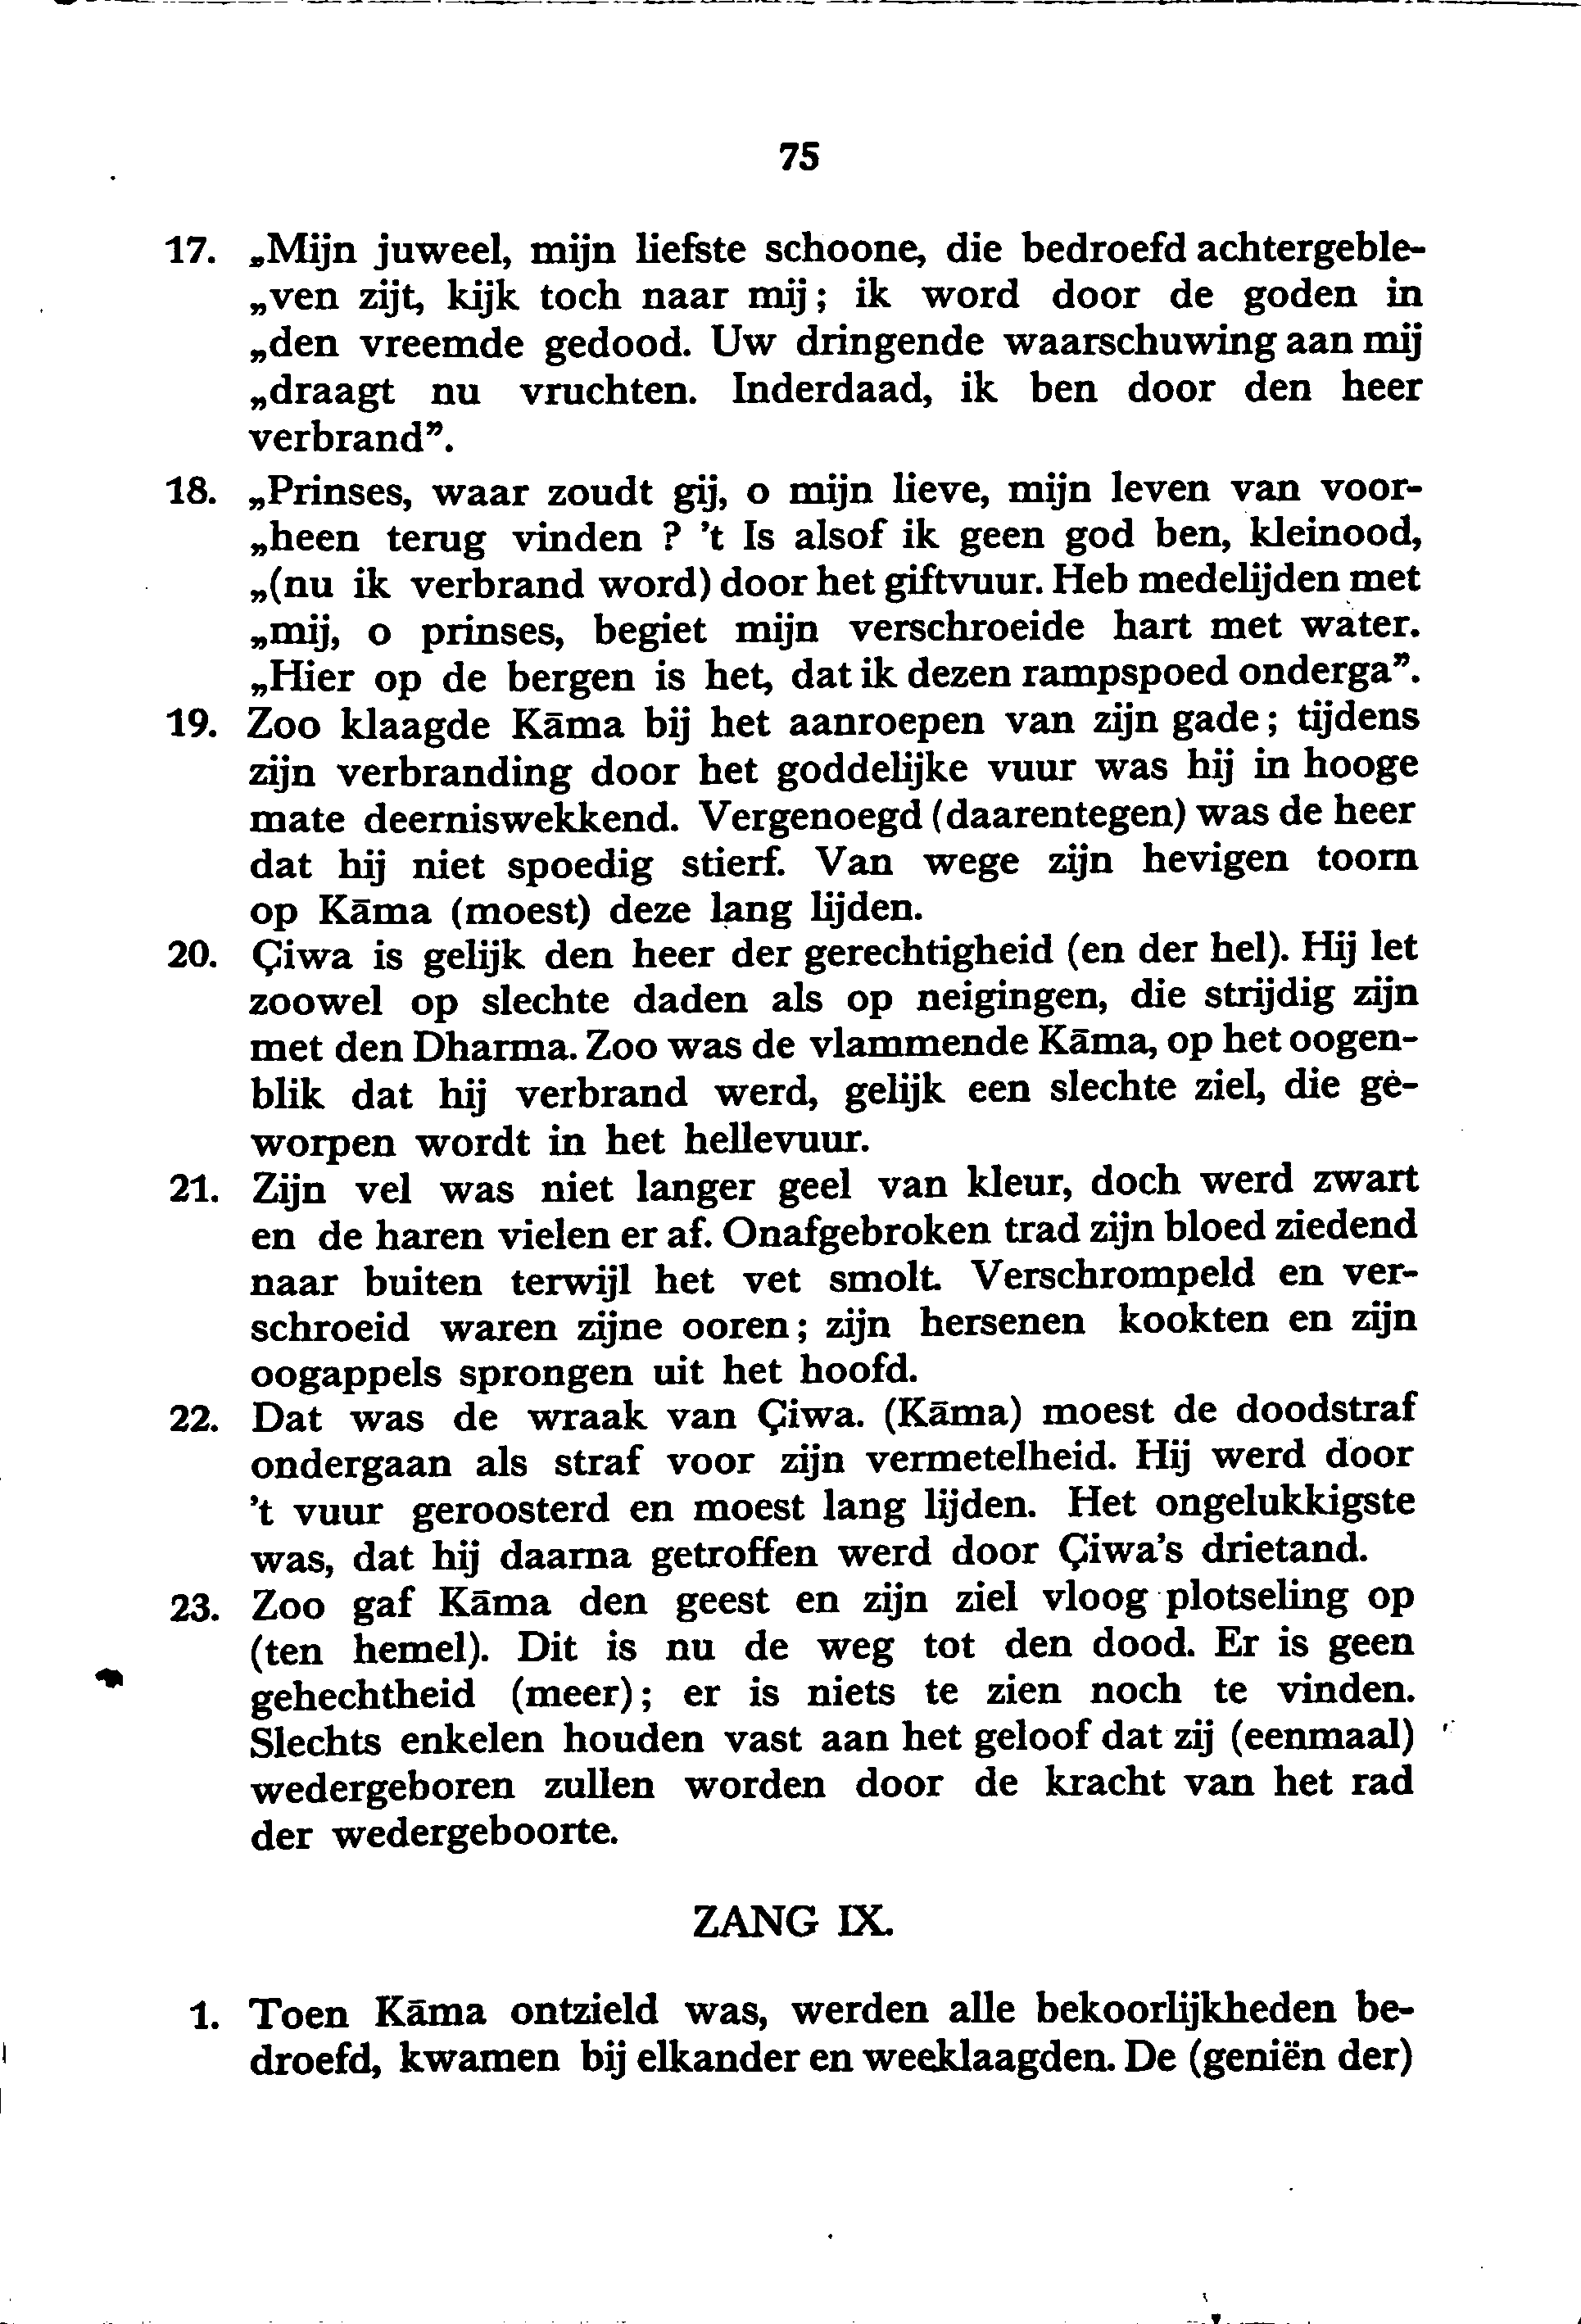 75
17. „Mijn juweel, mijn liefste schoone, die bedroefd achtergeble-
„ven zijt, kijk toch naar mij; ik word door de goden in
„den vreemde gedood. Uw dringende waarschuwing aan mij
„draagt nu vruchten. Inderdaad, ik ben door den heer
verbrand”.
18. „Prinses, waar zoudt gij, o mijn lieve, mijn leven van voor-
„heen terug vinden ? ’t Is alsof ik geen god ben, kleinood,
„(nu ik verbrand word) door het giftvuur. Heb medelijden met
„mij, o prinses, begiet mijn verschroeide hart met water.
„Hier op de bergen is het, dat ik dezen rampspoed onderga”.
19. Zoo klaagde Kāma bij het aanroepen van zijn gade; tijdens
zijn verbranding door het goddelijke vuur was hij in hooge
mate deerniswekkend. Vergenoegd (daarentegen) was de heer
dat hij niet spoedig stierf. Van wege zijn hevigen toorn
op Kāma (moest) deze lang lijden.
20. Çiwa is gelijk den heer der gerechtigheid (en der hel). Hij let
zoowel op slechte daden als op neigingen, die strijdig zijn
met den Dharma. Zoo was de vlammende Kāma, op het oogen-
blik dat hij verbrand werd, gelijk een slechte ziel, die ge-
worpen wordt in het hellevuur.
21. Zijn vel was niet langer geel van kleur, doch werd zwart
en de haren vielen er af. Onafgebroken trad zijn bloed ziedend
naar buiten terwijl het vet smolt. Verschrompeld en ver-
schroeid waren zijne ooren; zijn hersenen kookten en zijn
oogappels sprongen uit het hoofd.
22. Dat was de wraak van Çiwa. (Kāma) moest de doodstraf
ondergaan als straf voor zijn vermetelheid. Hij werd door
’t vuur geroosterd en moest lang lijden. Het ongelukkigste
was, dat hij daarna getroffen werd door Çiwa’s drietand.
23. Zoo gaf Kāma den geest en zijn ziel vloog plotseling op
(ten hemel). Dit is nu de weg tot den dood. Er is geen
gehechtheid (meer); er is niets te zien noch te vinden.
Slechts enkelen houden vast aan het geloof dat zij (eenmaal)
wedergeboren zullen worden door de kracht van het rad
der wedergeboorte.
ZANG IX.
1. Toen Kāma ontzield was, werden alle bekoorlijkheden be-
droefd, kwamen bij elkander en weeklaagden. De (geniën der)